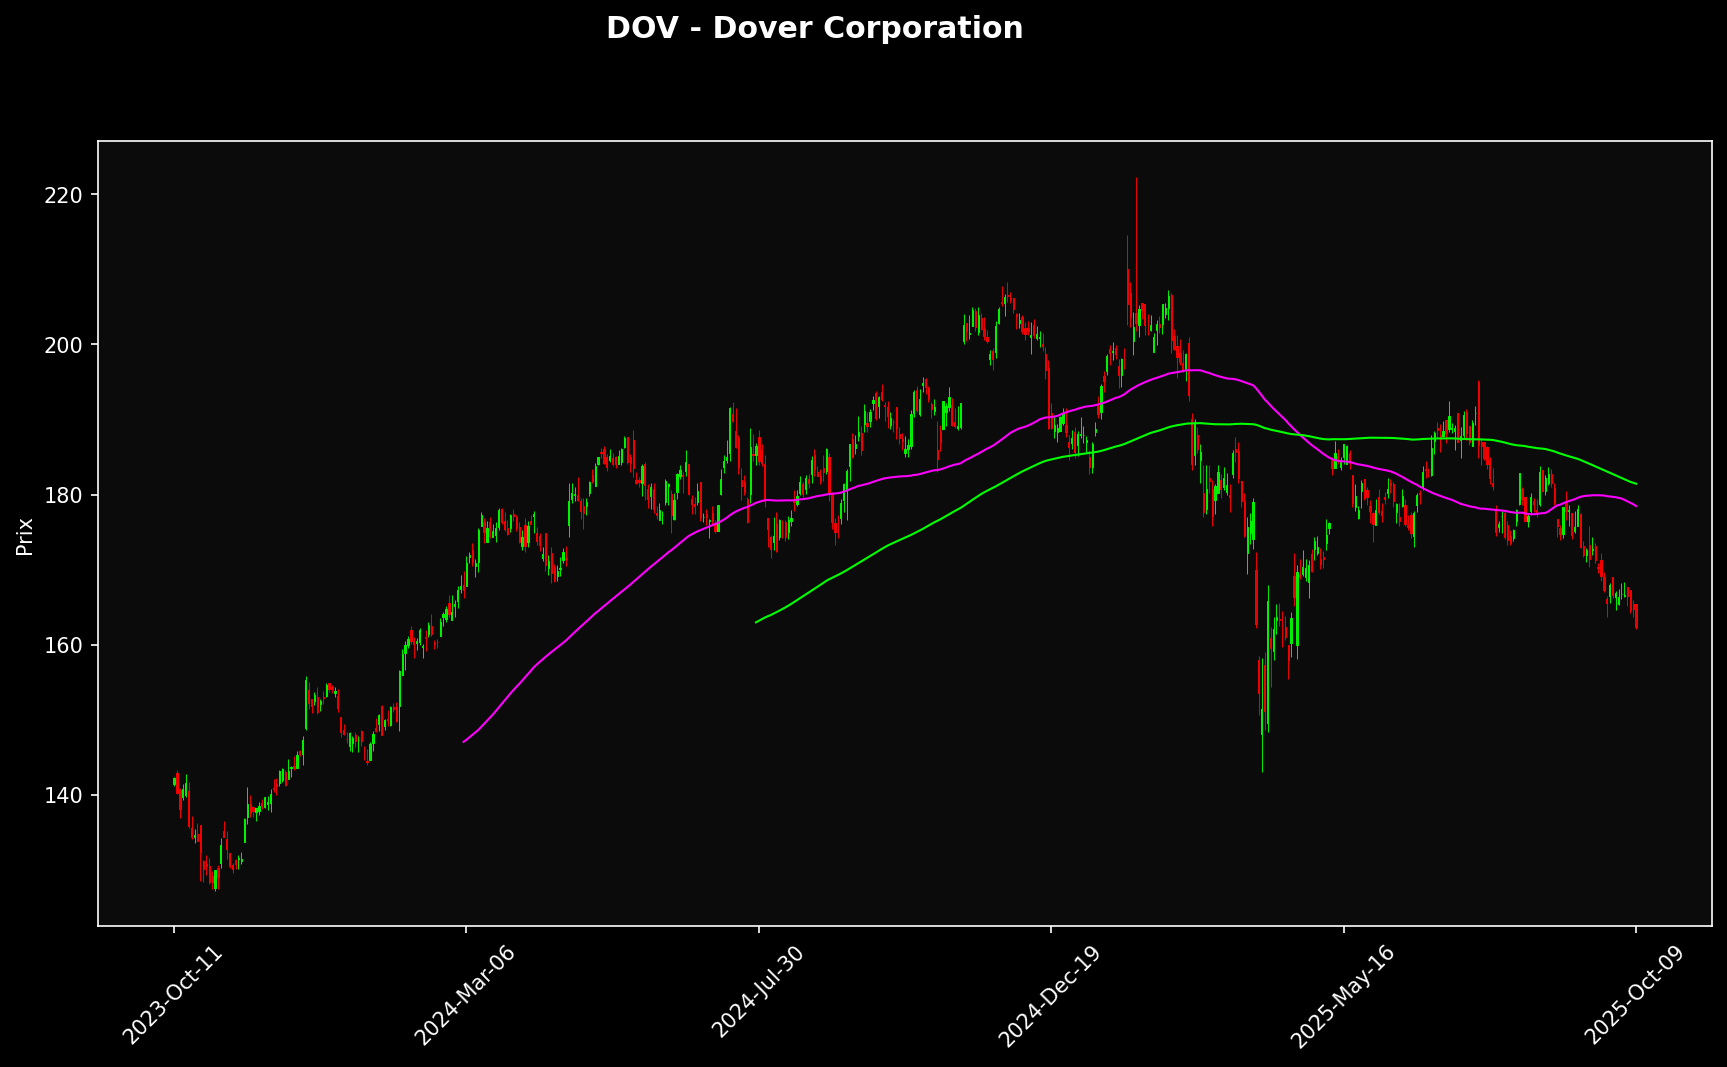 DOV - Dover Corporation
Prix
220
200
180
160
140
2023-Oct-11
2024-Mar-06
2024-Jul-30
2024-Dec-19
2025-May-16
2025-Oct-09